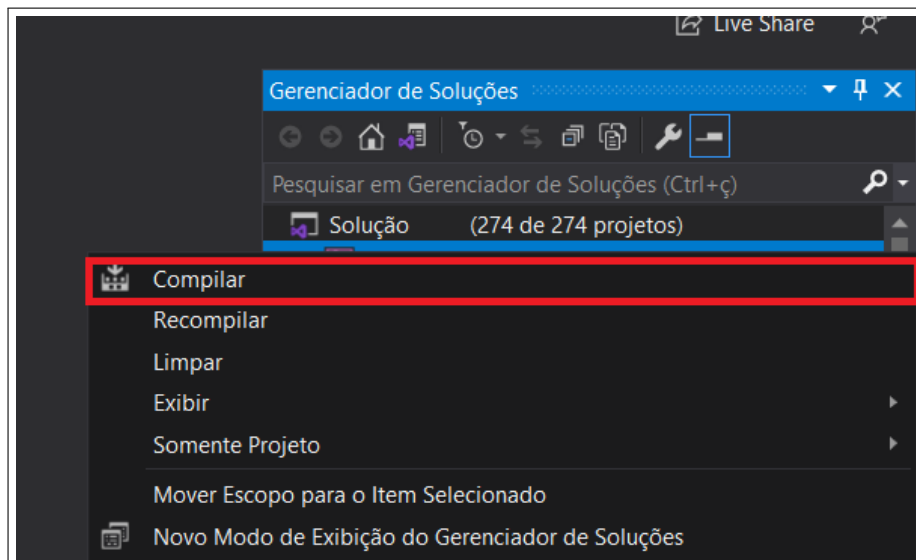 Live Share
Gerenciador de Soluções
Pesquisar em Gerenciador de Soluções (Ctrl+ç)
Solução (274 de 274 projetos)
Compilar
Recompilar
Limpar
Exibir
Somente Projeto
Mover Escopo para o Item Selecionado
Novo Modo de Exibição do Gerenciador de Soluções